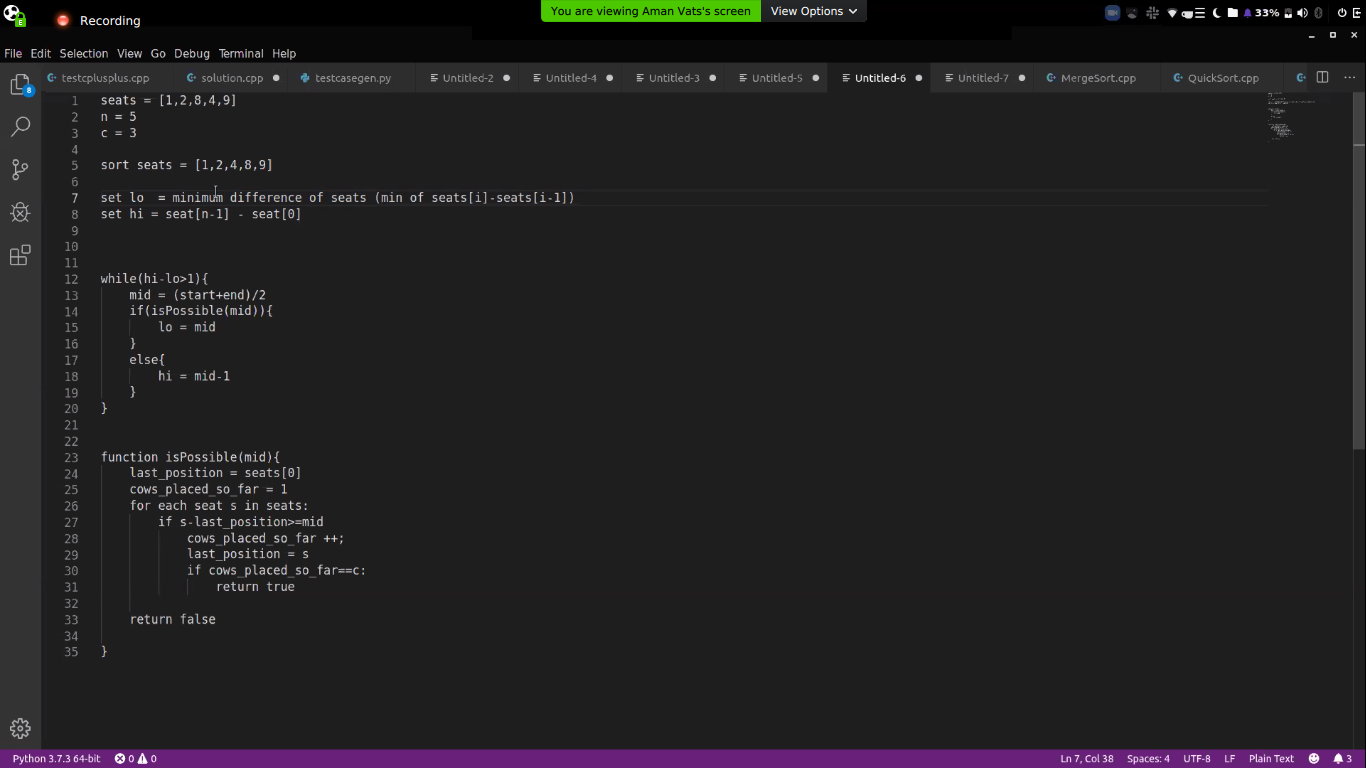 Recording
You are viewing Aman Vats's screen
View Options
33%
File Edit Selection View Go Debug Terminal Help
testcplusplus.cpp solution.cpp testcasegen.py Untitled-2 Untitled-4 Untitled-3 Untitled-5 Untitled-6 Untitled-7 MergeSort.cpp QuickSort.cpp
8
1 seats = [1,2,8,4,9]
2 n = 5
3 c = 3
4
5 sort seats = [1,2,4,8,9]
6
7 set lo  = minimum difference of seats (min of seats[i]-seats[i-1])
8 set hi = seat[n-1] - seat[0]
9
10
11
12 while(hi-lo>1){
13     mid = (start+end)/2
14     if(isPossible(mid)){
15         lo = mid
16     }
17     else{
18         hi = mid-1
19     }
20 }
21
22
23 function isPossible(mid){
24     last_position = seats[0]
25     cows_placed_so_far = 1
26     for each seat s in seats:
27         if s-last_position>=mid
28             cows_placed_so_far ++;
29             last_position = s
30             if cows_placed_so_far==c:
31                 return true
32
33     return false
34
35 }
Python 3.7.3 64-bit 0 0 Ln 7, Col 38 Spaces: 4 UTF-8 LF Plain Text 3